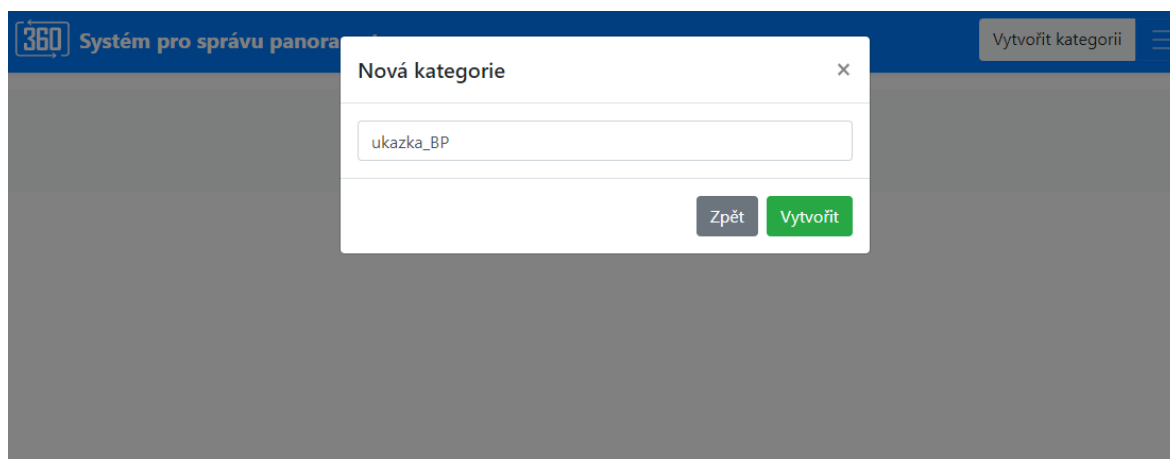 360 Systém pro správu panora
Vytvořit kategorii
Nová kategorie
ukazka_BP
Zpět Vytvořit